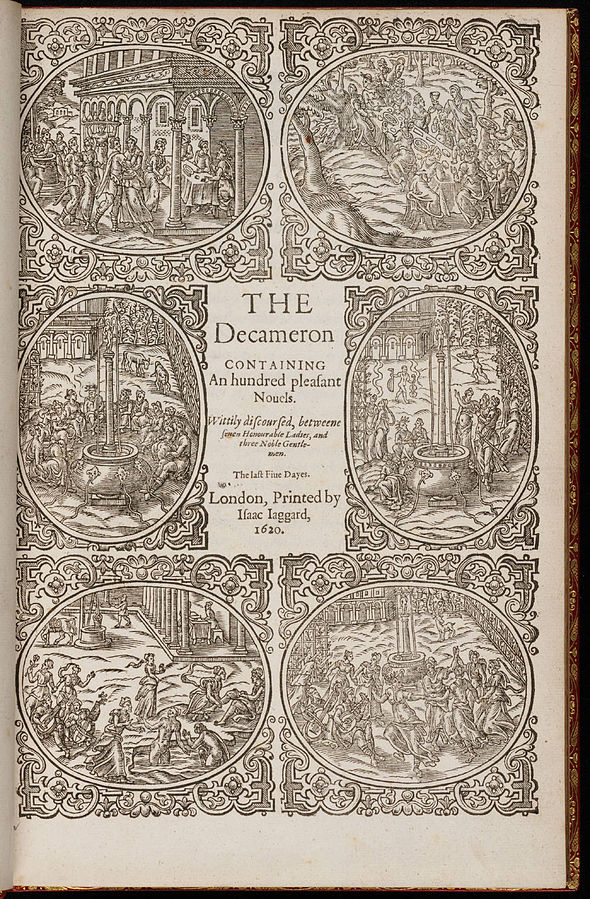 THE
Decameron
CONTAINING
An hundred pleaſant
Nouels.
Wittily diſcourſed, betweene
ſeuen Honourable Ladies, and
three Noble Gentle-
men.
The laſt Fiue Dayes.
London, Printed by
Iſaac Iaggard,
1620.